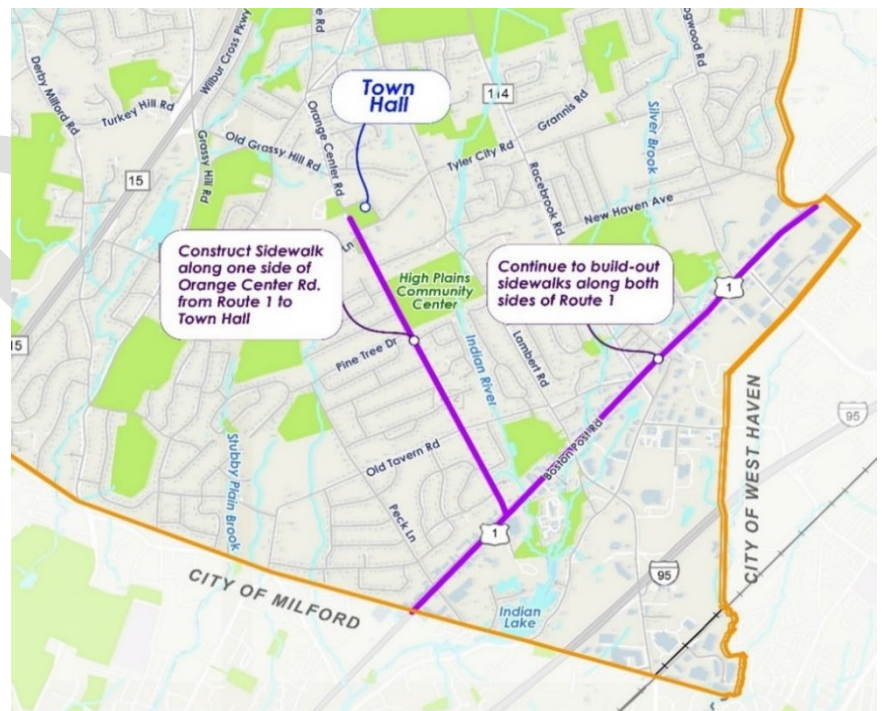 Derby Milford Rd
Turkey Hill Rd
Wilbur Cross Pkwy
e Rd
ogwood Rd
Town
Hall
114
Grannis Rd
Silver Brook
Orange Center Rd
Old Grassy Hill Rd
Grassy Hill Rd
Tyler City Rd
15
Racebrook Rd
New Haven Ave
Ln
Construct Sidewalk
along one side of
Orange Center Rd.
from Route 1 to
Town Hall
High Plains
Community
Center
Continue to build-out
sidewalks along both
sides of Route 1
1
15
Pine Tree Dr
Indian River
Lambert Rd
CITY OF WEST HAVEN
95
Stubby Plain Brook
Old Tavern Rd
Boston Post Rd
Peck Ln
1
95
CITY OF MILFORD
Indian
Lake